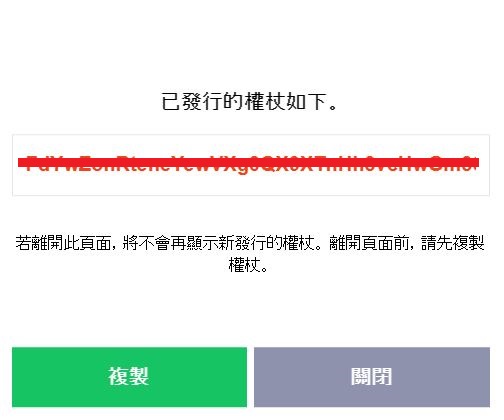 已發行的權杖如下。
若離開此頁面，將不會再顯示新發行的權杖。離開頁面前，請先複製
權杖。
複製
關閉